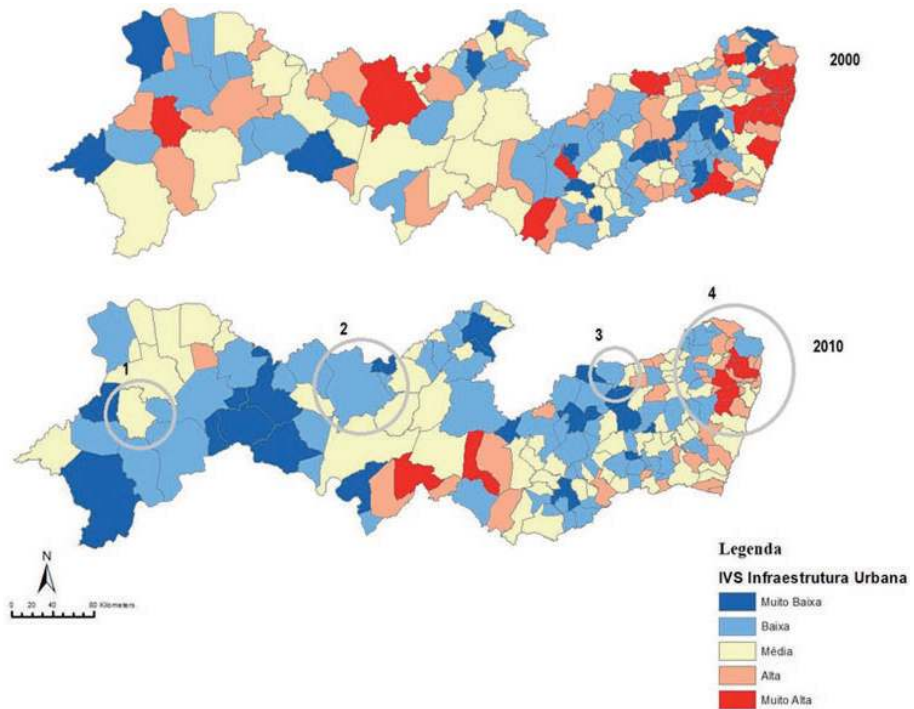 2000
4
2
3
2010
1
Legenda
IVS Infraestrutura Urbana
Muito Baixa
Baixa
Média
Alta
Muito Alta
N
0 20 40 80 Kilometers